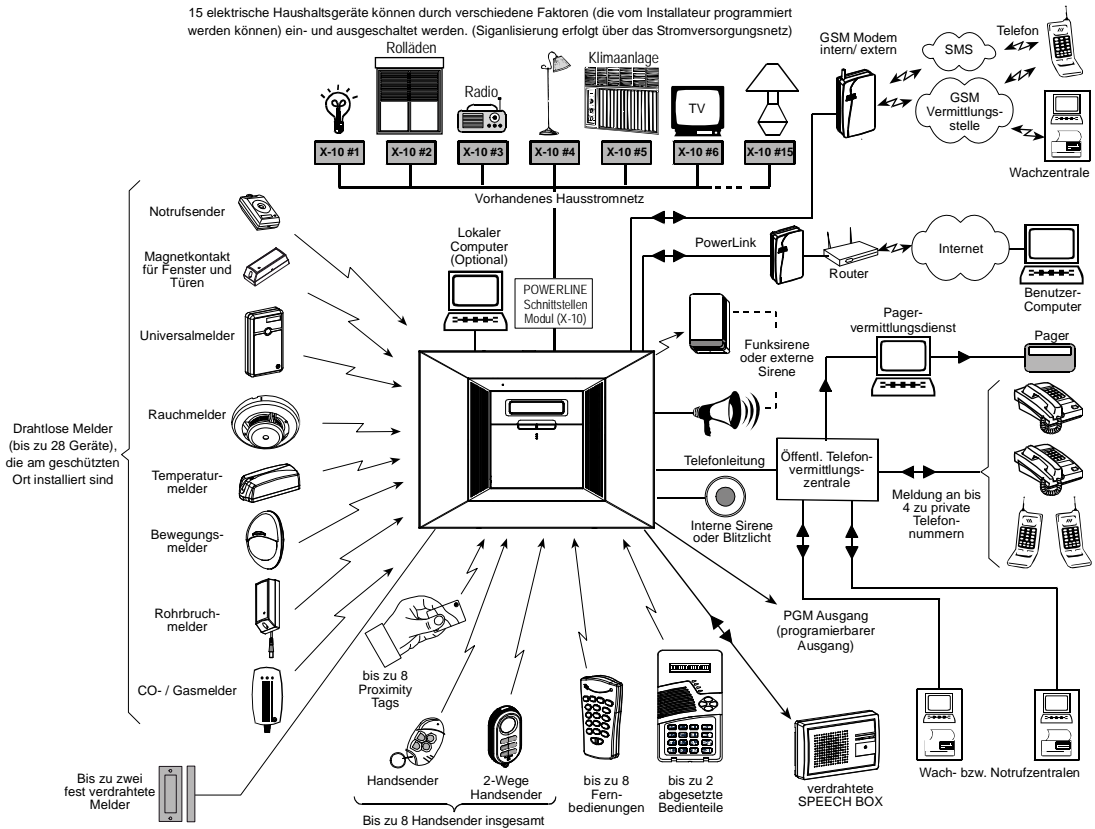 15 elektrische Haushaltsgeräte können durch verschiedene Faktoren (die vom Installateur programmiert
werden können) ein- und ausgeschaltet werden. (Siganlisierung erfolgt über das Stromversorgungsnetz)
Rolläden
Radio
Klimaanlage
TV
X-10 #1
X-10 #2
X-10 #3
X-10 #4
X-10 #5
X-10 #6
X-10 #15
Vorhandenes Hausstromnetz
GSM Modem
intern/ extern
SMS
Telefon
GSM
Vermittlungs-
stelle
Wachzentrale
Notrufsender
Magnetkontakt
für Fenster und
Türen
Universalmelder
Rauchmelder
Drahtlose Melder
(bis zu 28 Geräte),
die am geschützten
Ort installiert sind
Temperatur-
melder
Bewegungs-
melder
Rohrbruch-
melder
CO- / Gasmelder
Bis zu zwei
fest verdrahtete
Melder
Lokaler
Computer
(Optional)
POWERLINE
Schnittstellen
Modul (X-10)
PowerLink
Router
Internet
Benutzer-
Computer
Funksirene
oder externe
Sirene
Pager-
vermittlungsdienst
Pager
Telefonleitung
Öffentl. Telefon-
vermittlungs-
zentrale
Interne Sirene
oder Blitzlicht
Meldung an bis
4 zu private
Telefon-
nummern
PGM Ausgang
(programierbarer
Ausgang)
bis zu 8
Proximity
Tags
Handsender
2-Wege
Handsender
Bis zu 8 Handsender insgesamt
bis zu 8
Fern-
bedienungen
bis zu 2
abgesetzte
Bedienteile
verdrahtete
SPEECH BOX
Wach- bzw. Notrufzentralen